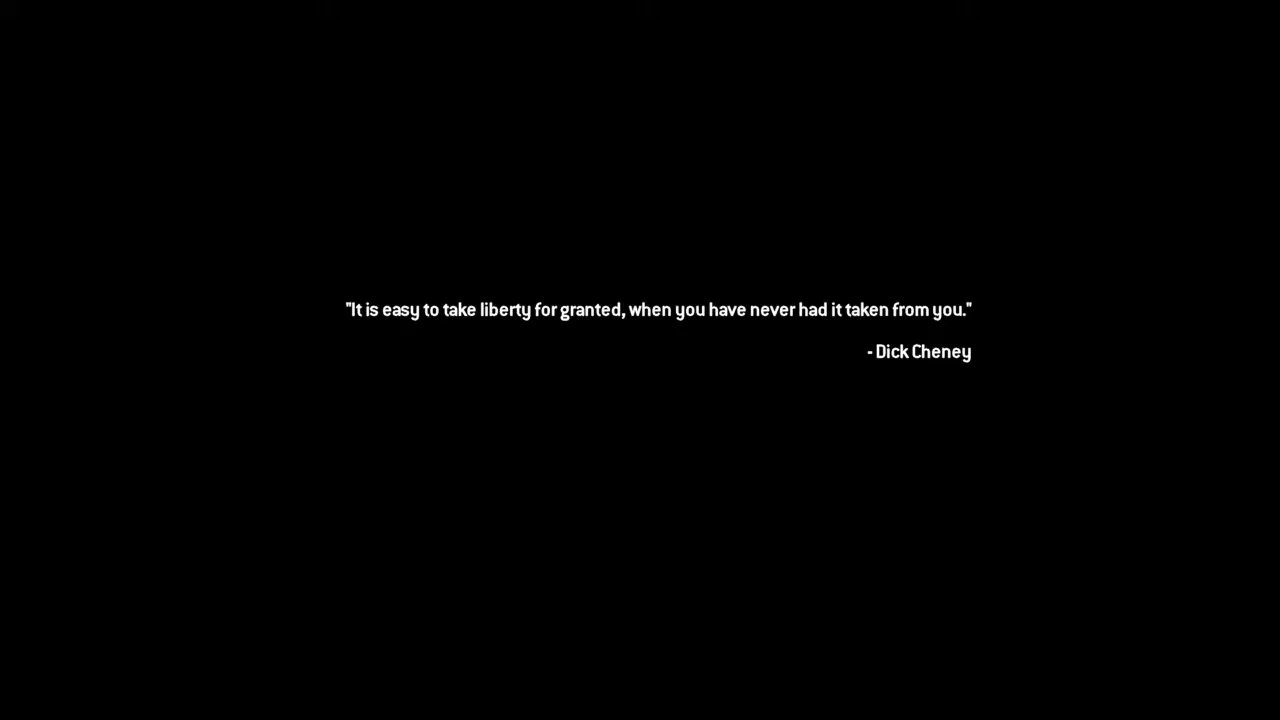 "It is easy to take liberty for granted, when you have never had it taken from you."
- Dick Cheney